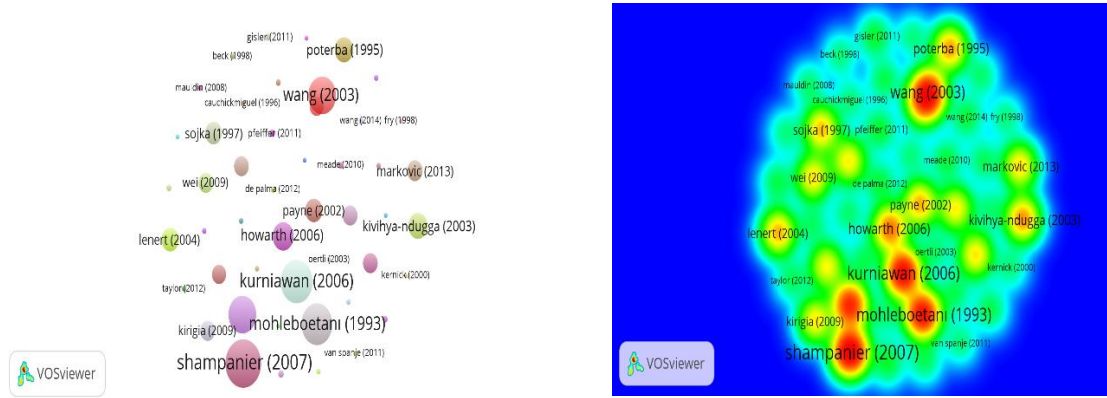 gisler (2011)
poterba (1995)
beck (1998)
mauldin (2008)
wang (2003)
cauchickmiguel (1996)
wang (2014) fry (1998)
sojka (1997)
pfeiffer (2011)
meade (2010)
markovic (2013)
wei (2009)
de palma (2012)
payne (2002)
kivihya-ndugga (2003)
lenert (2004)
howarth (2006)
oertli (2003)
kernick (2000)
kurniawan (2006)
taylor (2012)
kirigia (2009)
mohleboetani (1993)
van spanje (2011)
shampanier (2007)
VOSviewer
gisler (2011)
poterba (1995)
beck (1998)
mauldin (2008)
wang (2003)
cauchickmiguel (1996)
wang (2014) fry (1998)
sojka (1997)
pfeiffer (2011)
meade (2010)
markovic (2013)
wei (2009)
de palma (2012)
payne (2002)
kivihya-ndugga (2003)
lenert (2004)
howarth (2006)
oertli (2003)
kernick (2000)
kurniawan (2006)
taylor (2012)
kirigia (2009)
mohleboetani (1993)
van spanje (2011)
shampanier (2007)
VOSviewer